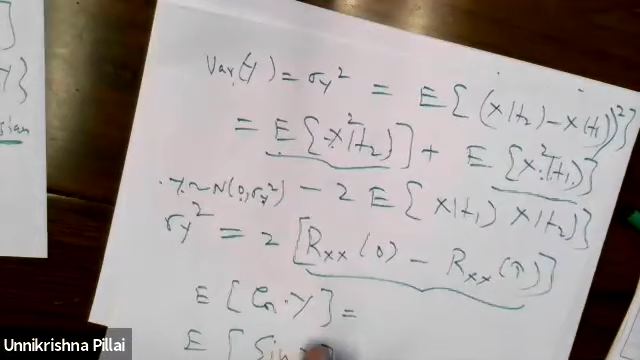 Var(Y) = σy² = E{(X(t₂) − X(t₁))²}
= E{X²(t₂)} + E{X²(t₁)}
Y ~ N(0, σy²) − 2 E{X(t₁) X(t₂)}
σy² = 2 [Rxx(0) − Rxx(τ)]
E[Cos Y] =
E [Sin
Unnikrishna Pillai